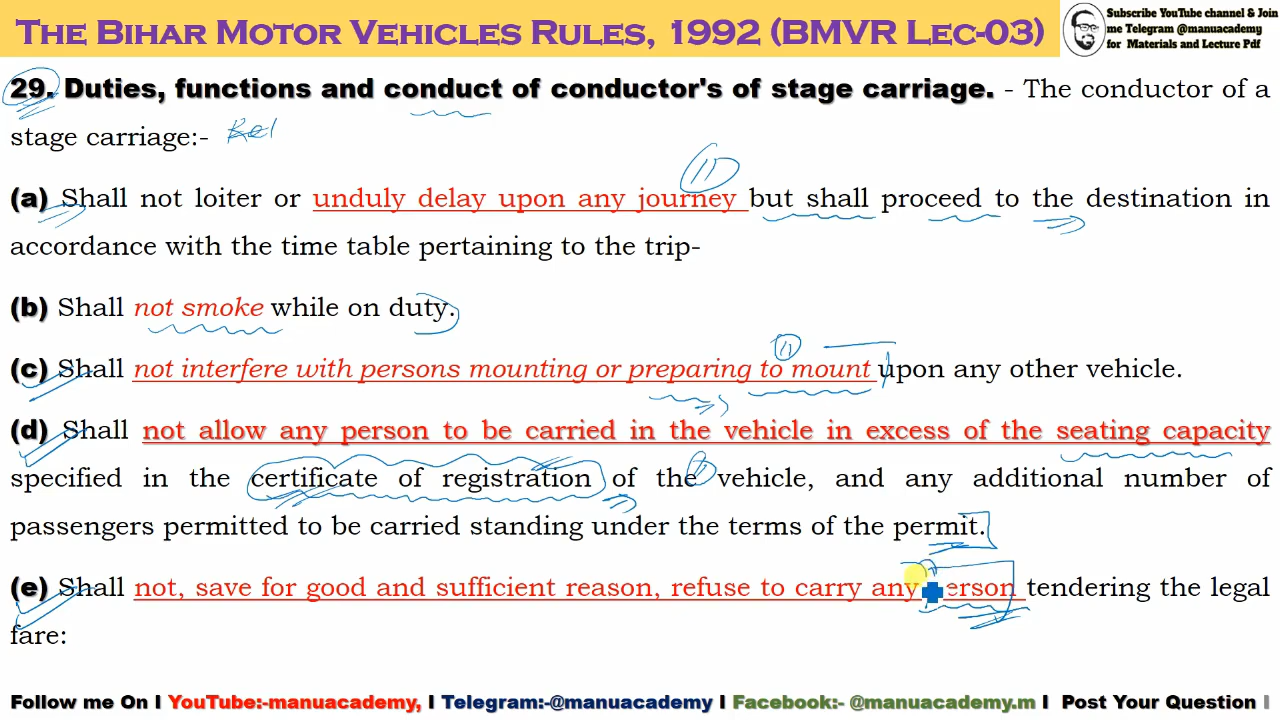 THE BIHAR MOTOR VEHICLES RULES, 1992 (BMVR LEC-03)
Subscribe YouTube channel & Join
me Telegram @manuacademy
for Materials and Lecture Pdf
29. Duties, functions and conduct of conductor's of stage carriage. - The conductor of a
stage carriage:-
(a) Shall not loiter or unduly delay upon any journey but shall proceed to the destination in
accordance with the time table pertaining to the trip-
(b) Shall not smoke while on duty.
(c) Shall not interfere with persons mounting or preparing to mount upon any other vehicle.
(d) Shall not allow any person to be carried in the vehicle in excess of the seating capacity
specified in the certificate of registration of the vehicle, and any additional number of
passengers permitted to be carried standing under the terms of the permit.
(e) Shall not, save for good and sufficient reason, refuse to carry any person tendering the legal
fare:
Follow me On I YouTube:-manuacademy, I Telegram:-@manuacademy I Facebook:- @manuacademy.m I Post Your Question I